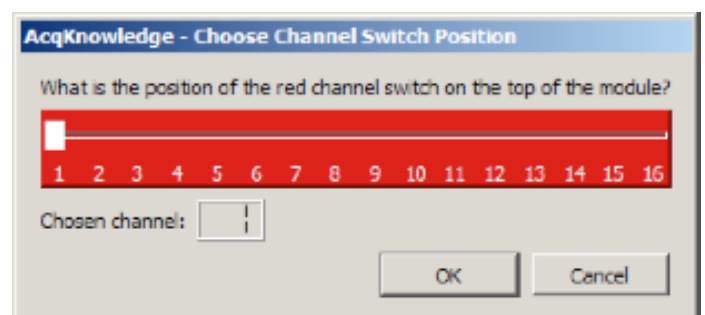 AcqKnowledge - Choose Channel Switch Position
What is the position of the red channel switch on the top of the module?
1 2 3 4 5 6 7 8 9 10 11 12 13 14 15 16
Chosen channel: 1
OK Cancel